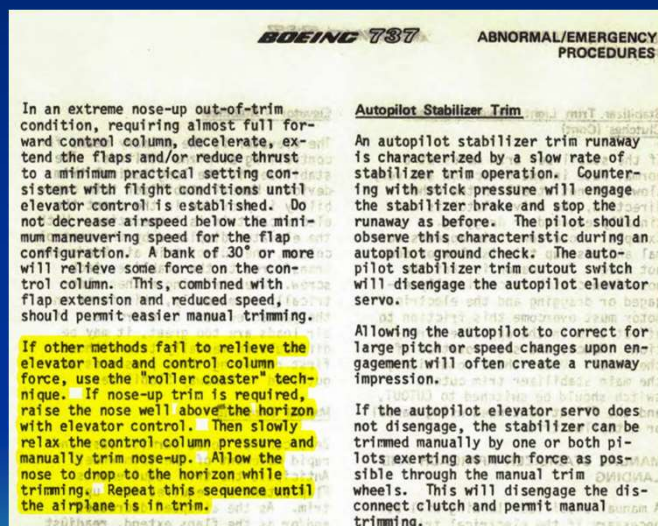 BOEING 737
ABNORMAL/EMERGENCY
PROCEDURES
In an extreme nose-up out-of-trim
condition, requiring almost full for-
ward control column, decelerate, ex-
tend the flaps and/or reduce thrust
to a minimum practical setting con-
sistent with flight conditions until
elevator control is established. Do
not decrease airspeed below the mini-
mum maneuvering speed for the flap
configuration. A bank of 30° or more
will relieve some force on the con-
trol column. This, combined with
flap extension and reduced speed,
should permit easier manual trimming.
If other methods fail to relieve the
elevator load and control column
force, use the "roller coaster" tech-
nique. If nose-up trim is required,
raise the nose well above the horizon
with elevator control. Then slowly
relax the control column pressure and
manually trim nose-up. Allow the
nose to drop to the horizon while
trimming. Repeat this sequence until
the airplane is in trim.
Autopilot Stabilizer Trim
An autopilot stabilizer trim runaway
is characterized by a slow rate of
stabilizer trim operation. Counter-
ing with stick pressure will engage
the stabilizer brake and stop the
runaway as before. The pilot should
observe this characteristic during an
autopilot ground check. The auto-
pilot stabilizer trim cutout switch
will disengage the autopilot elevator
servo.
Allowing the autopilot to correct for
large pitch or speed changes upon en-
gagement will often create a runaway
impression.
If the autopilot elevator servo does
not disengage, the stabilizer can be
trimmed manually by one or both pi-
lots exerting as much force as pos-
sible through the manual trim
wheels. This will disengage the dis-
connect clutch and permit manual
trimming.